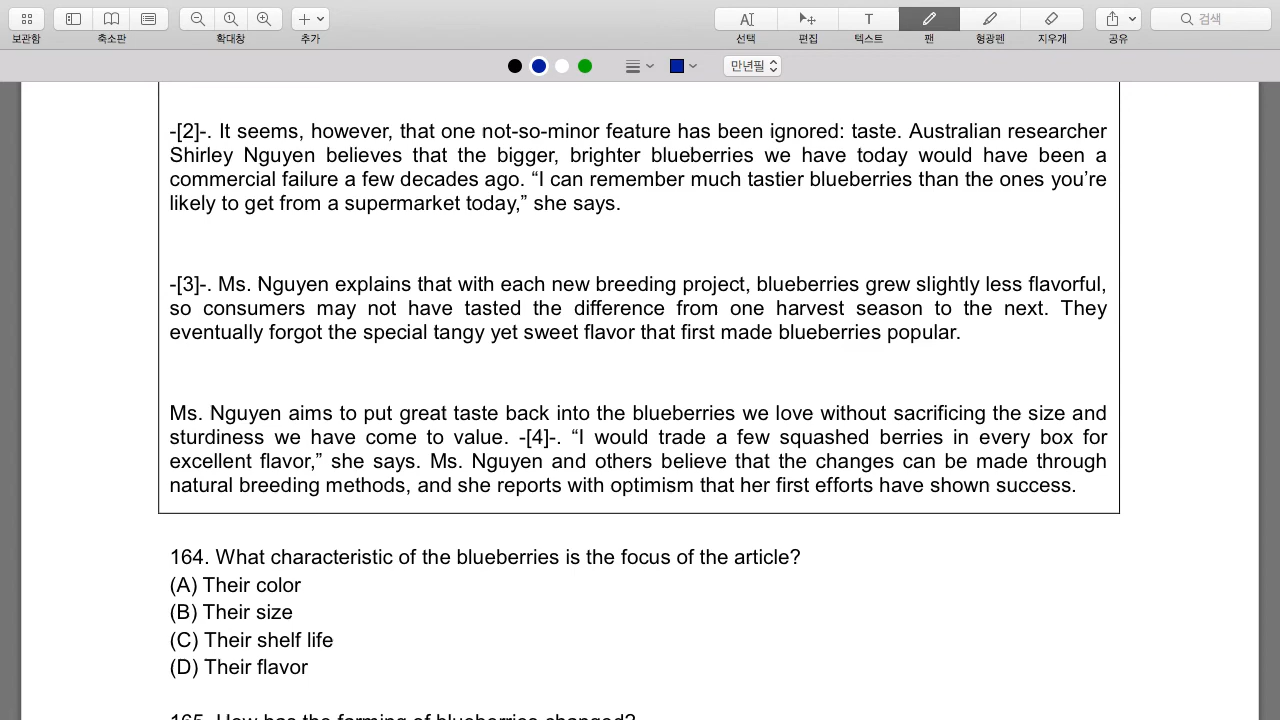 보관함
축소판
확대창
추가
선택
편집
텍스트
펜
형광펜
지우개
공유
검색
만년필
-[2]-. It seems, however, that one not-so-minor feature has been ignored: taste. Australian researcher
Shirley Nguyen believes that the bigger, brighter blueberries we have today would have been a
commercial failure a few decades ago. “I can remember much tastier blueberries than the ones you’re
likely to get from a supermarket today,” she says.
-[3]-. Ms. Nguyen explains that with each new breeding project, blueberries grew slightly less flavorful,
so consumers may not have tasted the difference from one harvest season to the next. They
eventually forgot the special tangy yet sweet flavor that first made blueberries popular.
Ms. Nguyen aims to put great taste back into the blueberries we love without sacrificing the size and
sturdiness we have come to value. -[4]-. “I would trade a few squashed berries in every box for
excellent flavor,” she says. Ms. Nguyen and others believe that the changes can be made through
natural breeding methods, and she reports with optimism that her first efforts have shown success.
164. What characteristic of the blueberries is the focus of the article?
(A) Their color
(B) Their size
(C) Their shelf life
(D) Their flavor
165. How has the farming of blueberries changed?